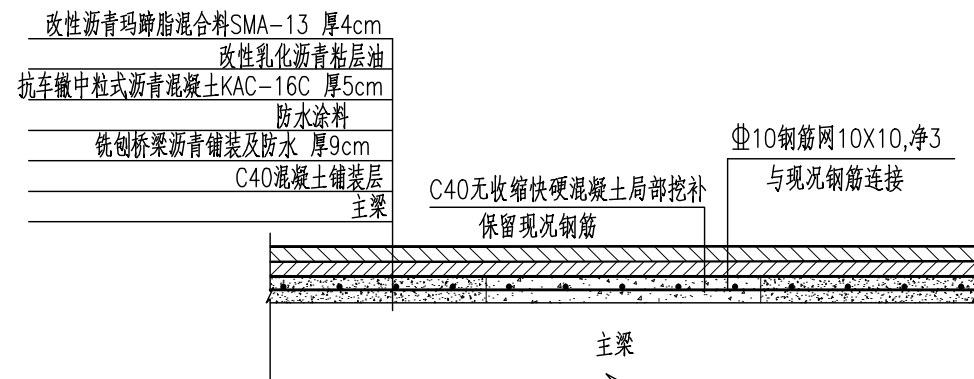 改性沥青玛蹄脂混合料SMA-13 厚4cm
改性乳化沥青粘层油
抗车辙中粒式沥青混凝土KAC-16C 厚5cm
防水涂料
铣刨桥梁沥青铺装及防水 厚9cm
C40混凝土铺装层
主梁
C40无收缩快硬混凝土局部挖补
保留现况钢筋
⏀10钢筋网10X10,净3
与现况钢筋连接
主梁